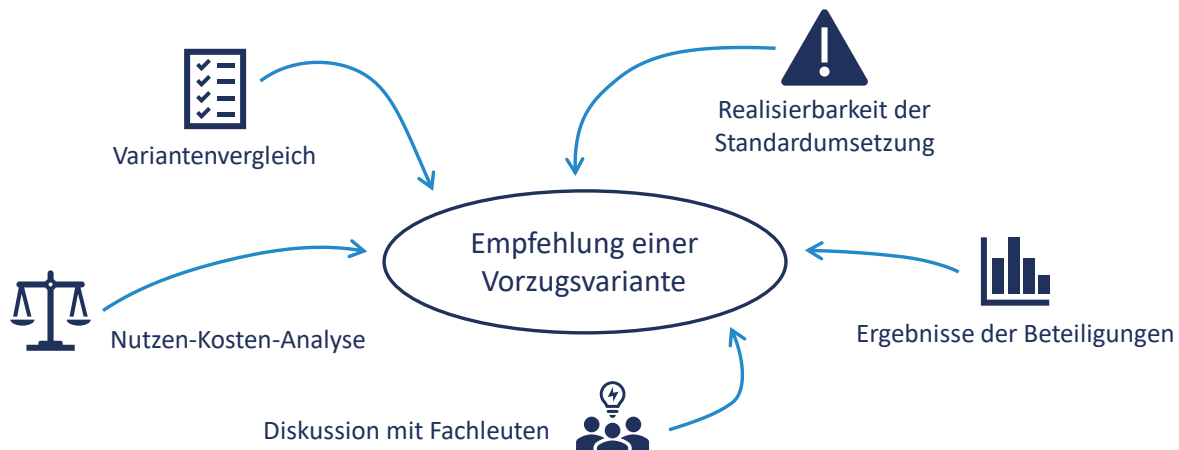 Realisierbarkeit der
Standardumsetzung
Variantenvergleich
Empfehlung einer
Vorzugsvariante
Nutzen-Kosten-Analyse
Ergebnisse der Beteiligungen
Diskussion mit Fachleuten